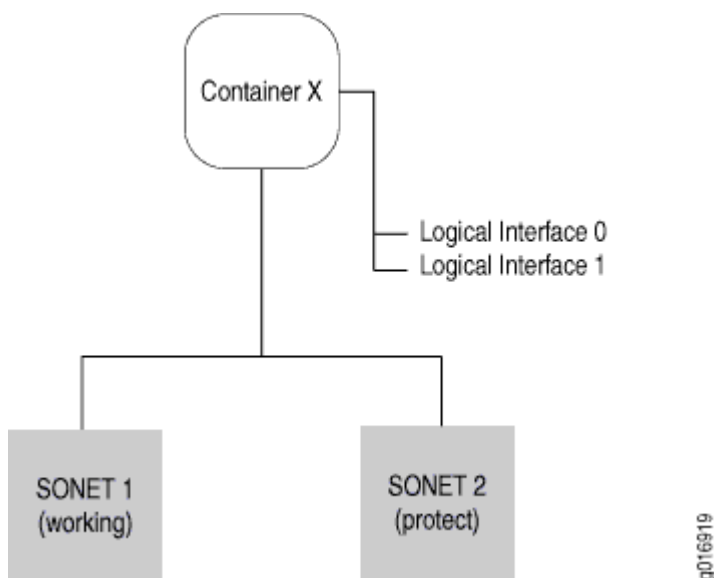 Container X
Logical Interface 0
Logical Interface 1
SONET 1
(working)
SONET 2
(protect)
g016919